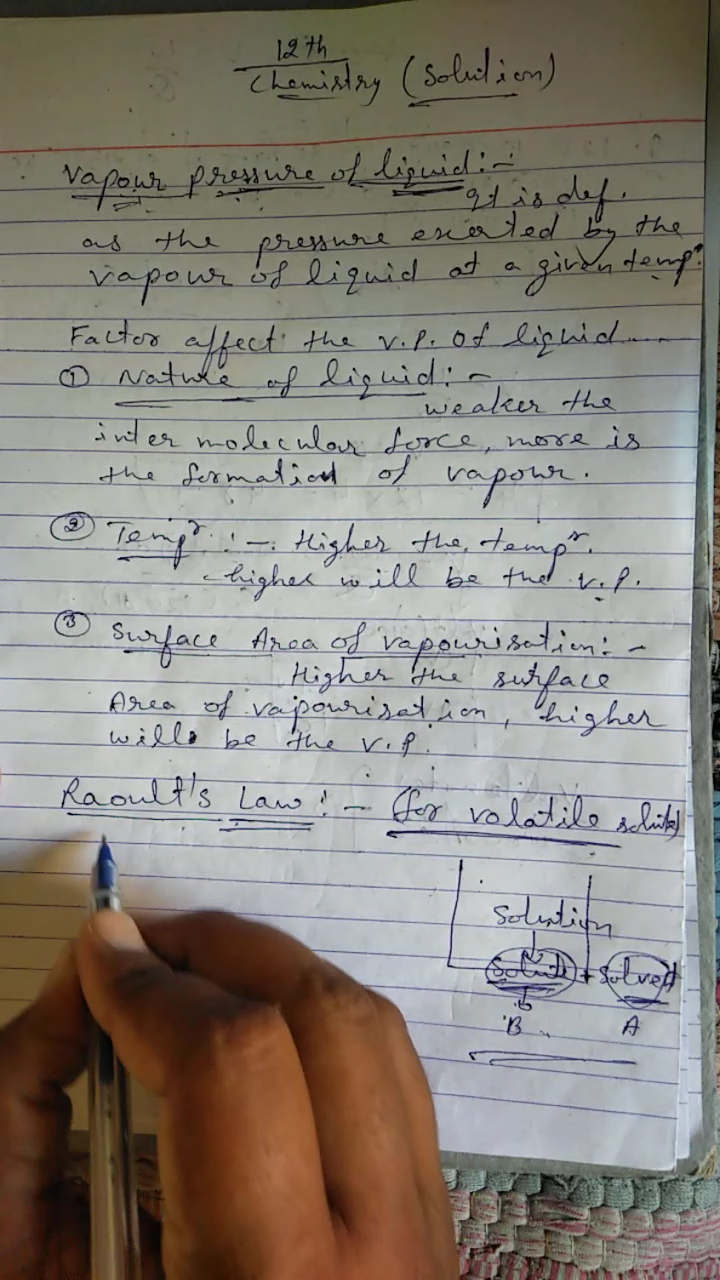 12th
Chemistry (Solution)
Vapour pressure of liquid:-
It is def.
as the pressure exerted by the
vapour of liquid at a given tempr.
Factor affect the v.p. of liquid....
① Nature of liquid:-
weaker the
inter molecular force, more is
the formation of vapour.
② Tempr :- Higher the tempr.
higher will be the v.p.
③ Surface Area of vapourisation:-
Higher the surface
Area of vapourisation, higher
will be the v.p.
Raoult's Law:- (for volatile solute)
Solution
Solute + Solvent
B A